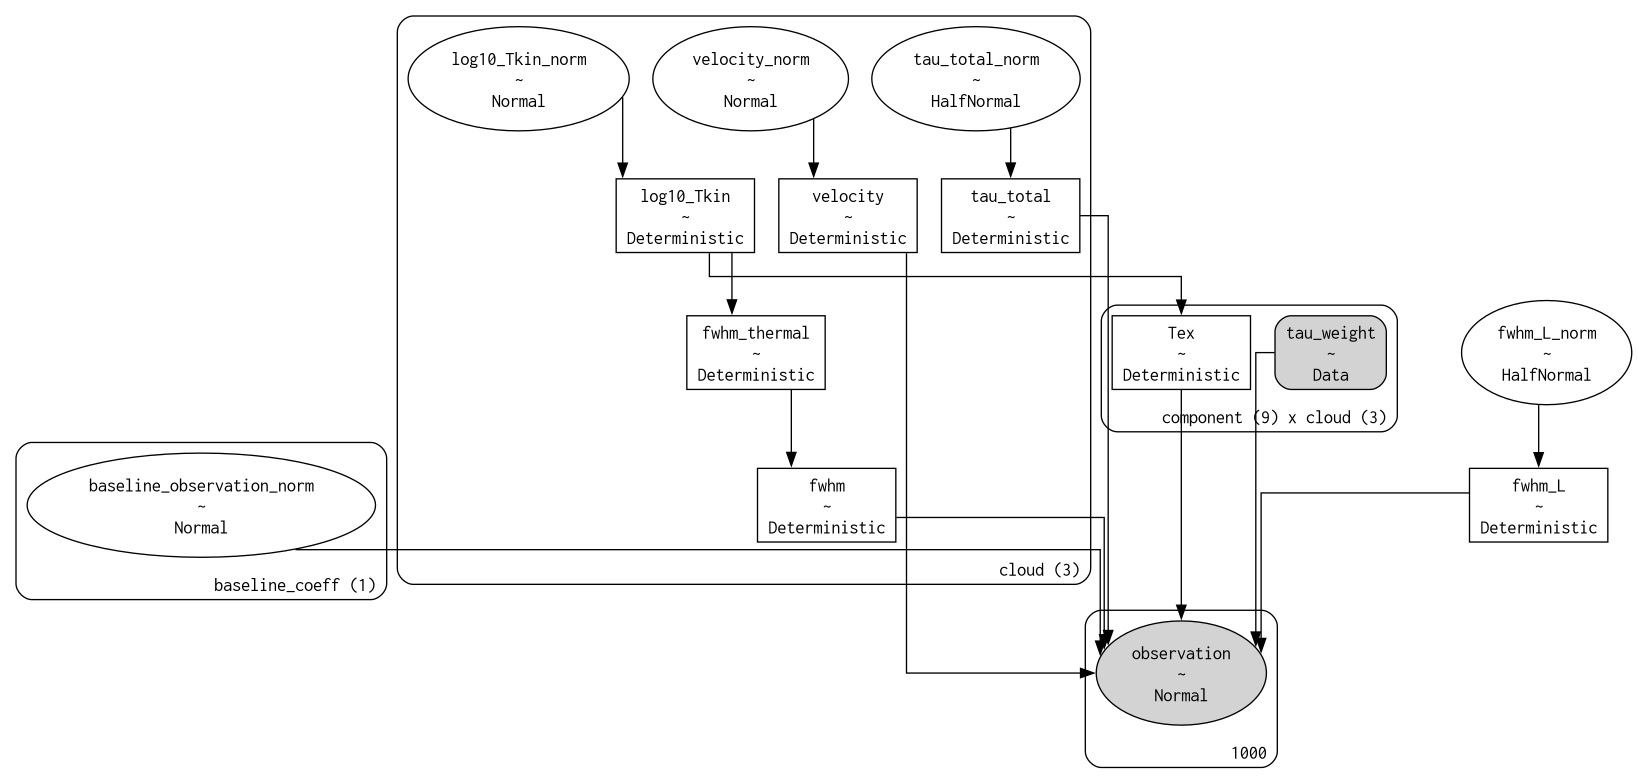 log10_Tkin_norm
~
Normal
velocity_norm
~
Normal
tau_total_norm
~
HalfNormal
log10_Tkin
~
Deterministic
velocity
~
Deterministic
tau_total
~
Deterministic
fwhm_thermal
~
Deterministic
Tex
~
Deterministic
tau_weight
~
Data
component (9) x cloud (3)
fwhm_L_norm
~
HalfNormal
baseline_observation_norm
~
Normal
baseline_coeff (1)
fwhm
~
Deterministic
cloud (3)
fwhm_L
~
Deterministic
observation
~
Normal
1000